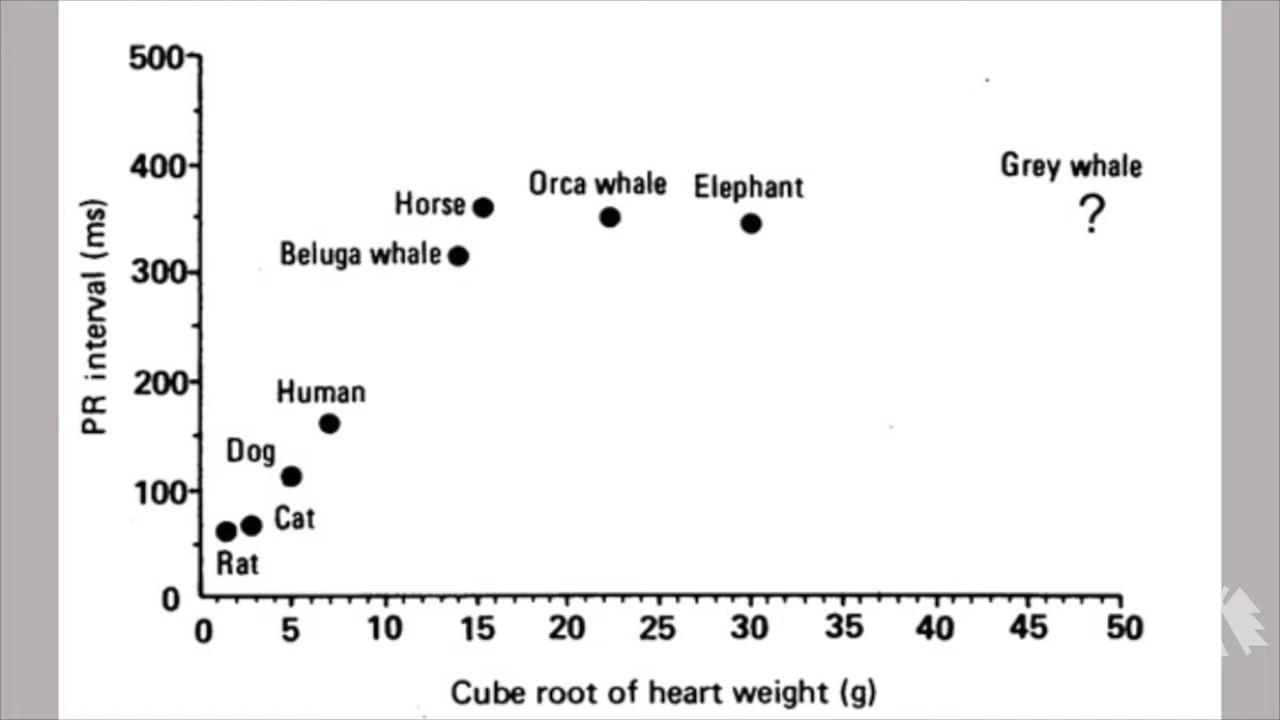 500
400
300
200
100
0
PR interval (ms)
Grey whale
?
Orca whale
Elephant
Horse
Beluga whale
Human
Dog
Cat
Rat
0 5 10 15 20 25 30 35 40 45 50
Cube root of heart weight (g)